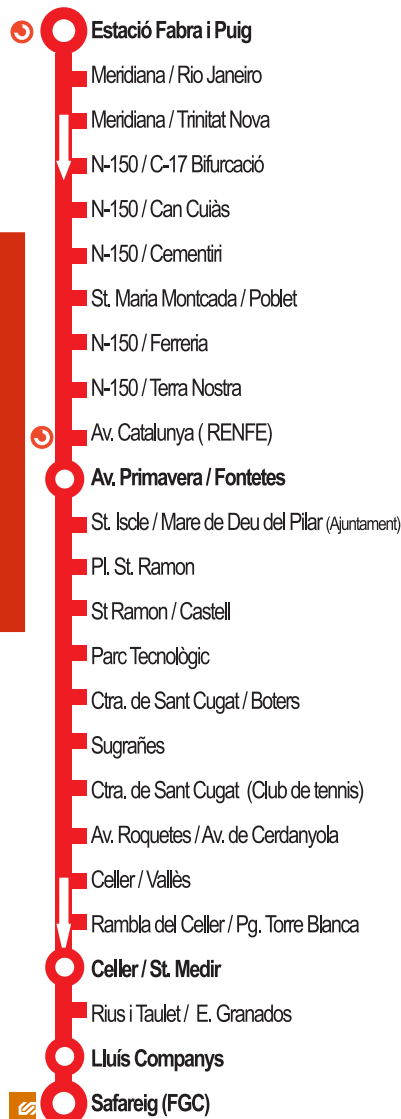 Estació Fabra i Puig
Meridiana / Rio Janeiro
Meridiana / Trinitat Nova
N-150 / C-17 Bifurcació
N-150 / Can Cuiàs
N-150 / Cementiri
St. Maria Montcada / Poblet
N-150 / Ferreria
N-150 / Terra Nostra
Av. Catalunya ( RENFE)
Av. Primavera / Fontetes
St. Iscle / Mare de Deu del Pilar (Ajuntament)
Pl. St. Ramon
St Ramon / Castell
Parc Tecnològic
Ctra. de Sant Cugat / Boters
Sugrañes
Ctra. de Sant Cugat (Club de tennis)
Av. Roquetes / Av. de Cerdanyola
Celler / Vallès
Rambla del Celler / Pg. Torre Blanca
Celler / St. Medir
Rius i Taulet / E. Granados
Lluís Companys
Safareig (FGC)